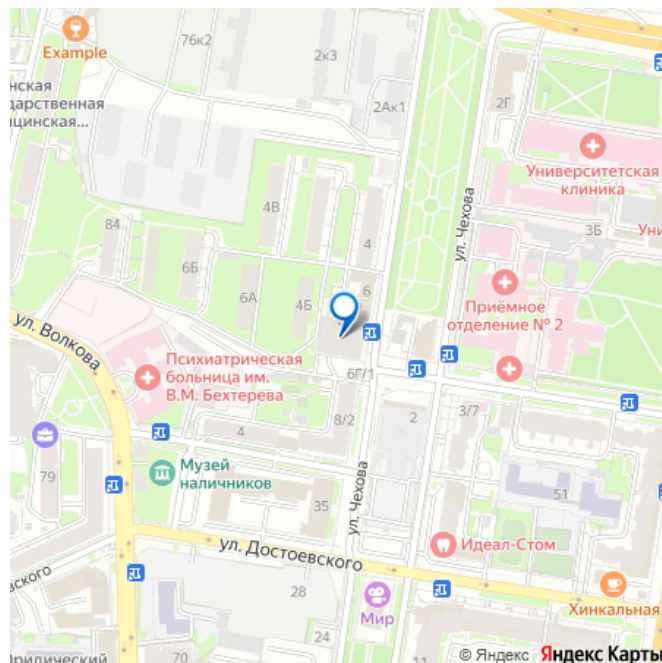 76к2
2к3
Example
нская
дарственная
цинская...
2Ак1
2Г
Университетская
клиника
ул. Чехова
4В
3Б
Уни
84
4
6Б
6
6А
4Б
Приёмное
отделение № 2
ул. Волкова
Психиатрическая
больница им.
В.М. Бехтерева
6Г/1
8/2
2
3/7
4
79
Музей
наличников
51
35
ул. Чехова
Идеал-Стом
ул. Достоевского
вского
28
Хинкальная
Мир
24
ридический
70
11
© Яндекс Яндекс Карты